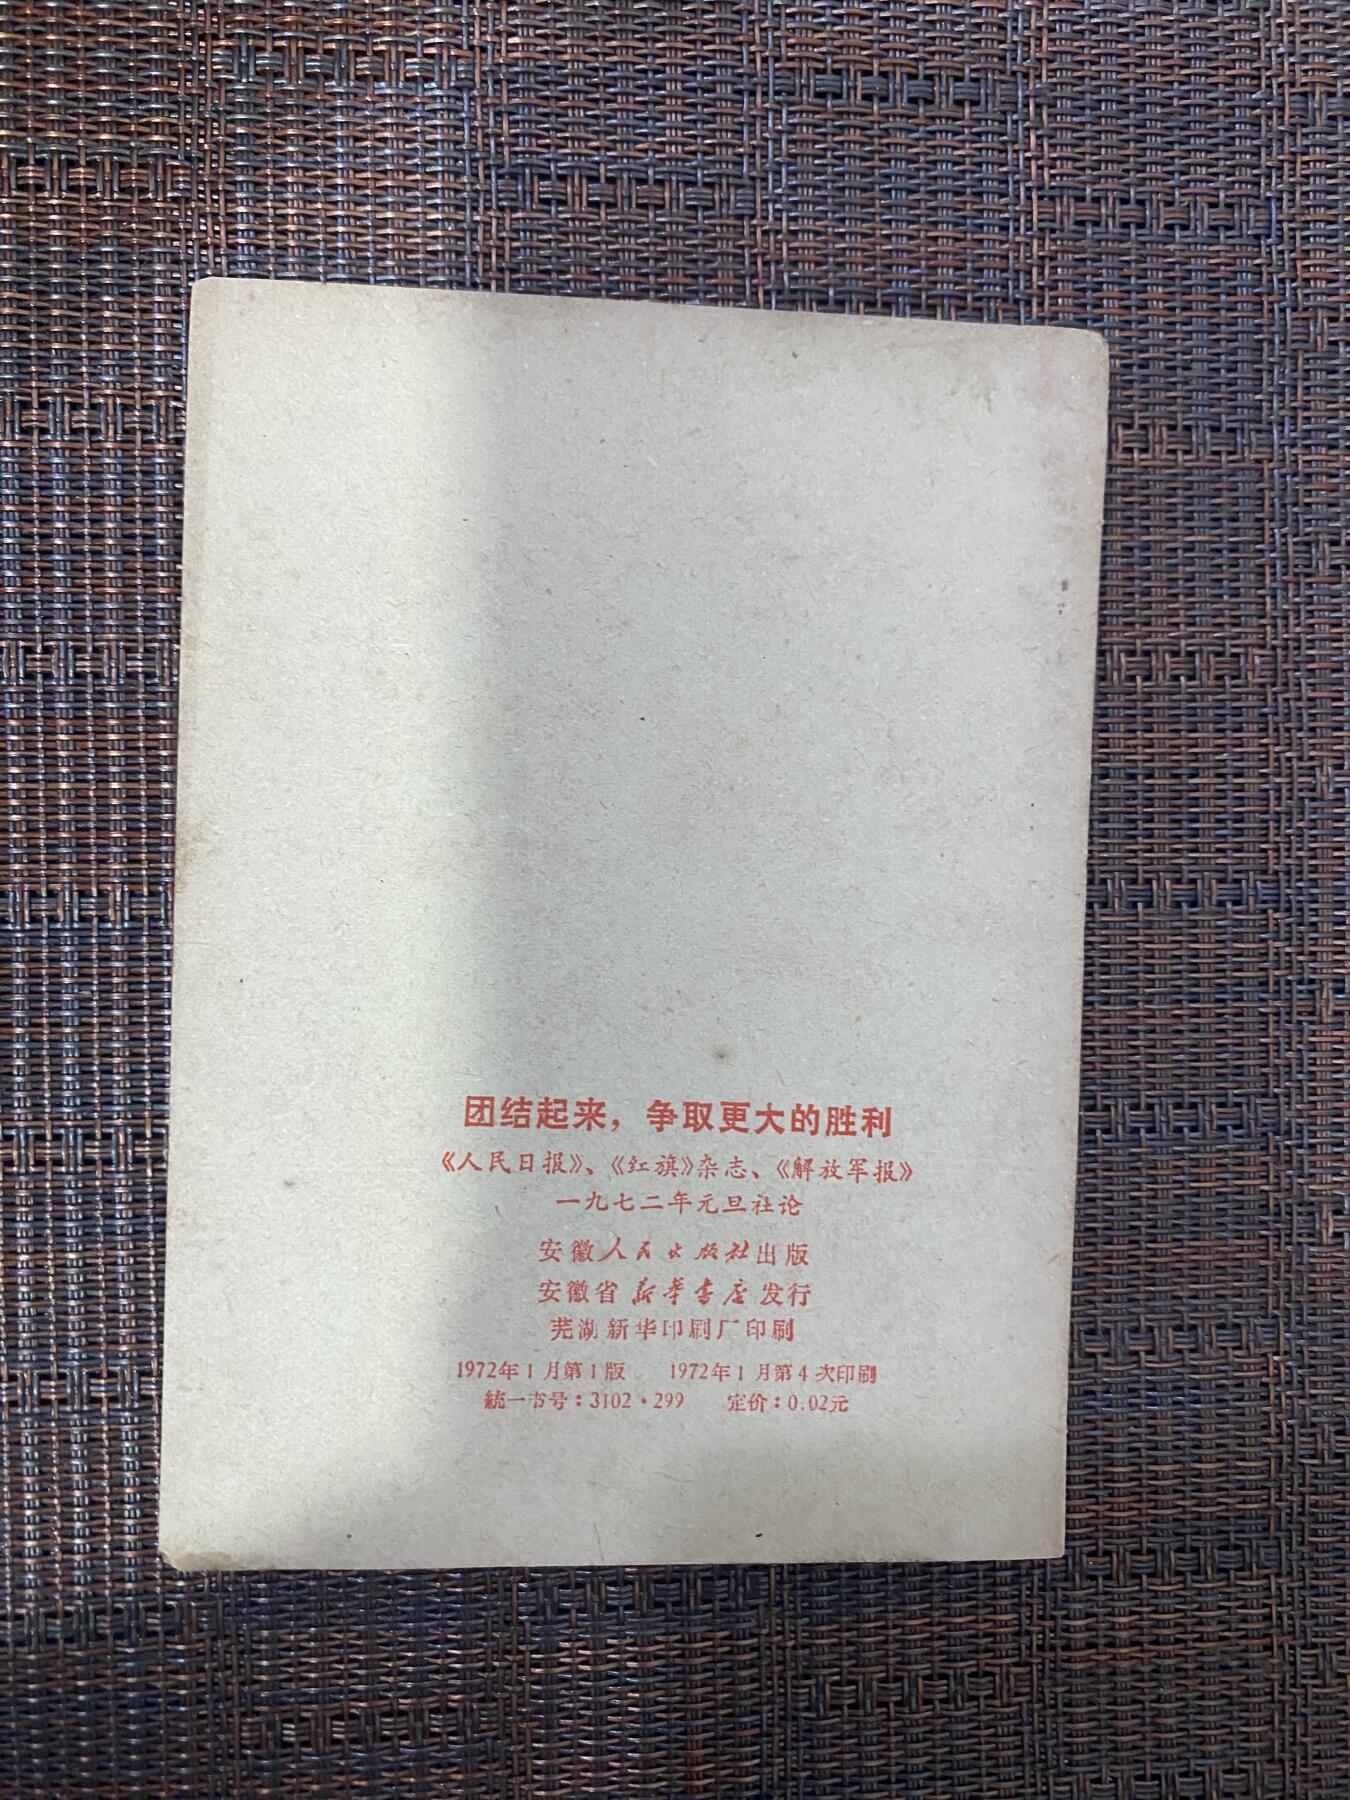 团结起来，争取更大的胜利
《人民日报》、《红旗》杂志、《解放军报》
一九七二年元旦社论
安徽人民出版社出版
安徽省新华书店发行
芜湖新华印刷厂印刷
1972年1月第1版 1972年1月第4次印刷
統一书号：3102·299 定价：0.02元